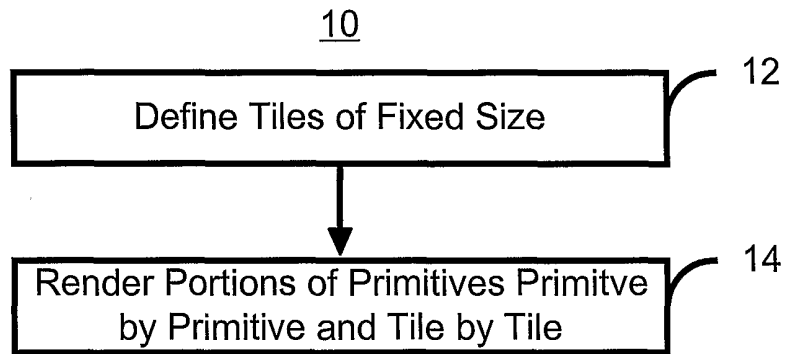 10
12
Define Tiles of Fixed Size
14
Render Portions of Primitives Primitve
by Primitive and Tile by Tile